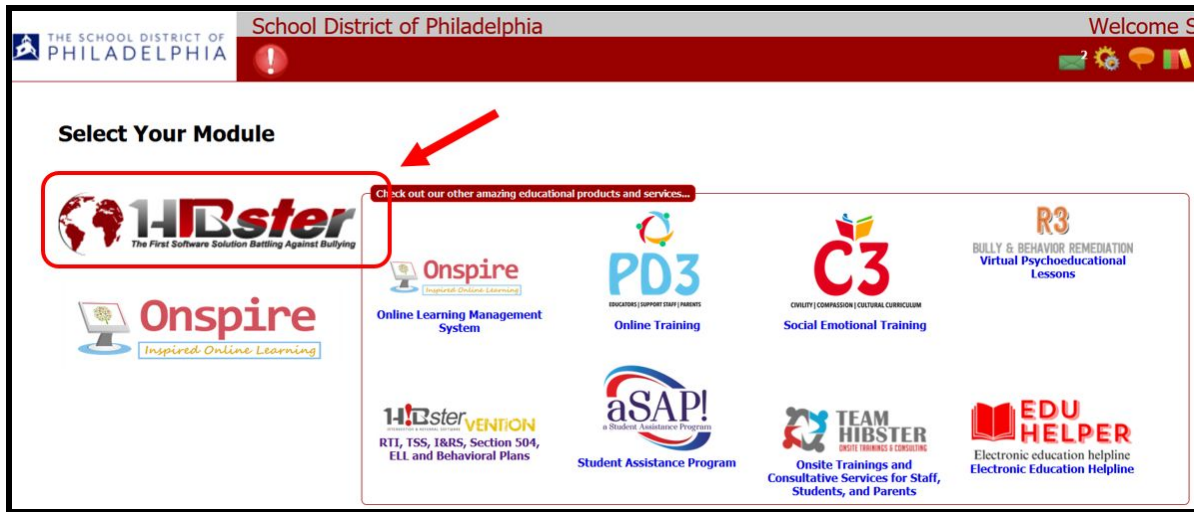 THE SCHOOL DISTRICT OF
PHILADELPHIA
School District of Philadelphia
Welcome S
2
Select Your Module
HIBster
The First Software Solution Battling Against Bullying
Onspire
Inspired Online Learning
Check out our other amazing educational products and services...
Onspire
Inspired Online Learning
Online Learning Management
System
PD3
EDUCATORS | SUPPORT STAFF | PARENTS
Online Training
C3
CIVILITY | COMPASSION | CULTURAL CURRICULUM
Social Emotional Training
R3
BULLY & BEHAVIOR REMEDIATION
Virtual Psychoeducational
Lessons
H!Bster VENTION
RTI, TSS, I&RS, Section 504,
ELL and Behavioral Plans
aSAP!
a Student Assistance Program
Student Assistance Program
TEAM
HIBSTER
ONSITE TRAININGS & CONSULTING
Onsite Trainings and
Consultative Services for Staff,
Students, and Parents
EDU
HELPER
Electronic education helpline
Electronic Education Helpline